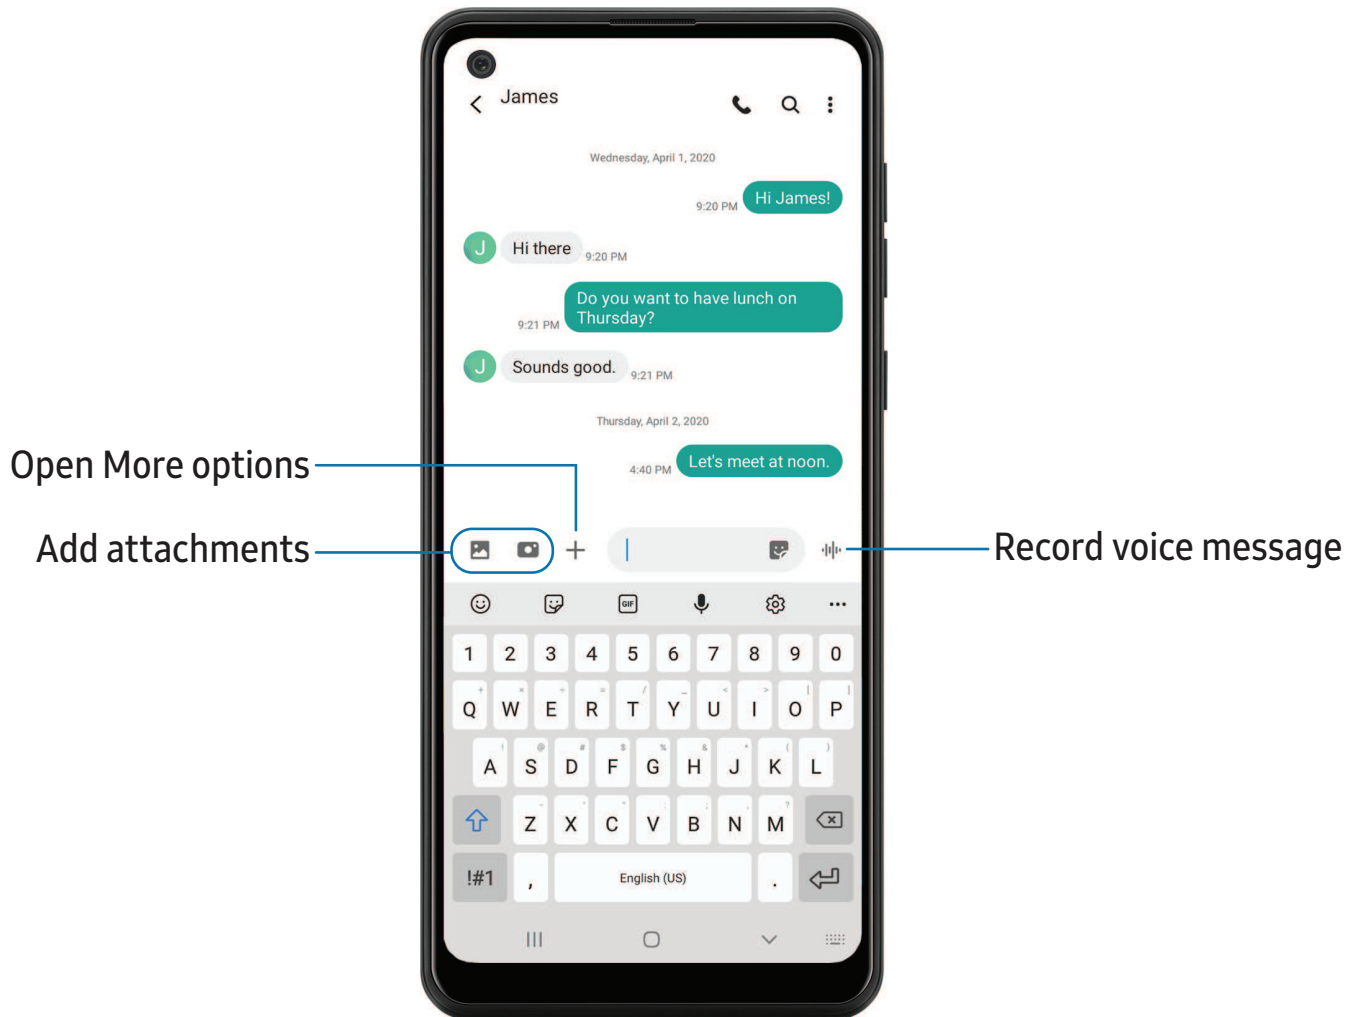 James
Wednesday, April 1, 2020
9:20 PM Hi James!
J Hi there 9:20 PM
Do you want to have lunch on
9:21 PM Thursday?
J Sounds good. 9:21 PM
Thursday, April 2, 2020
Open More options
4:40 PM Let's meet at noon.
Add attachments
Record voice message
GIF
1 2 3 4 5 6 7 8 9 0
Q W E R T Y U I O P
A S D F G H J K L
Z X C V B N M
!#1 , English (US) .